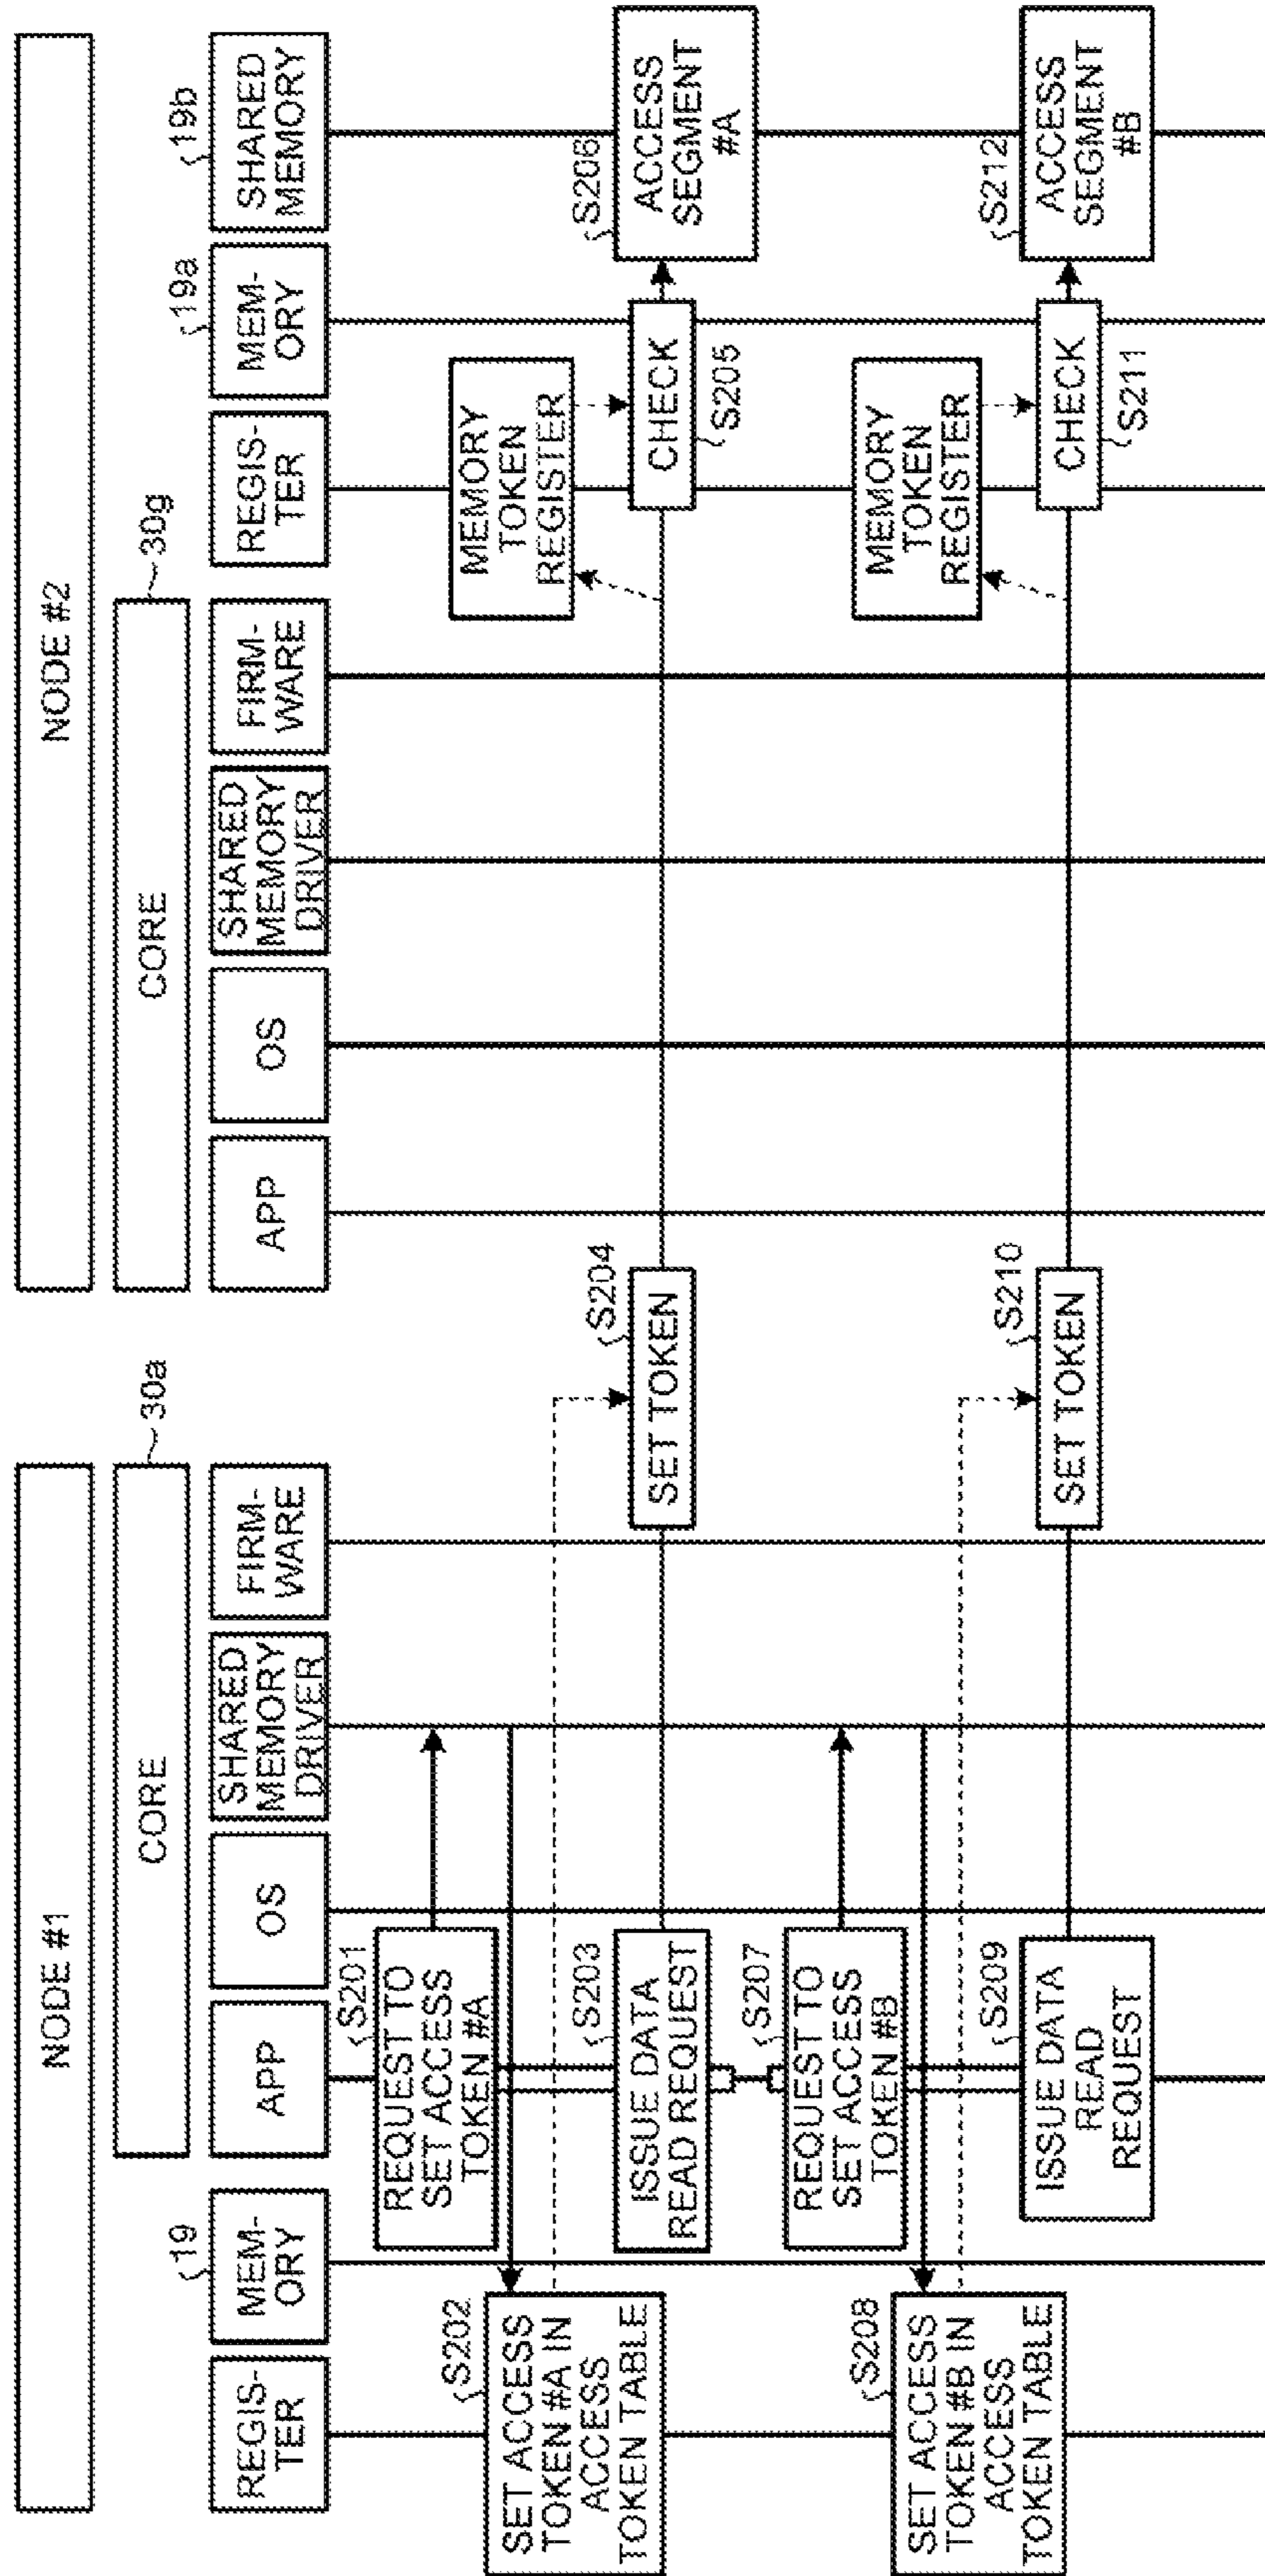 NODE #1
NODE #2
CORE
30a
CORE
30g
REGIS-
TER
19
MEM-
ORY
APP
OS
SHARED
MEMORY
DRIVER
FIRM-
WARE
APP
OS
SHARED
MEMORY
DRIVER
FIRM-
WARE
REGIS-
TER
19a
MEM-
ORY
19b
SHARED
MEMORY
S201
REQUEST TO
SET ACCESS
TOKEN #A
S202
SET ACCESS
TOKEN #A IN
ACCESS
TOKEN TABLE
MEMORY
TOKEN
REGISTER
S203
ISSUE DATA
READ REQUEST
S204
SET TOKEN
CHECK
S205
S206
ACCESS
SEGMENT
#A
S207
REQUEST TO
SET ACCESS
TOKEN #B
S208
SET ACCESS
TOKEN #B IN
ACCESS
TOKEN TABLE
MEMORY
TOKEN
REGISTER
S209
ISSUE DATA
READ
REQUEST
S210
SET TOKEN
CHECK
S211
S212
ACCESS
SEGMENT
#B